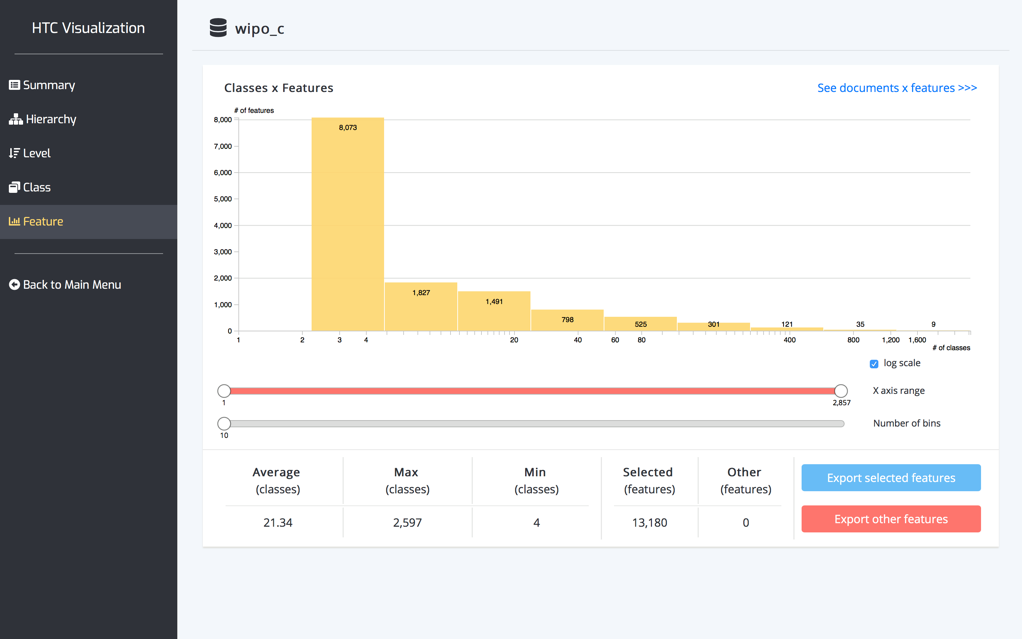 HTC Visualization
Summary
Hierarchy
Level
Class
Feature
Back to Main Menu
wipo_c
Classes x Features
See documents x features >>>
# of features
8,000
7,000
6,000
5,000
4,000
3,000
2,000
1,000
0
8,073
1,827
1,491
798
525
301
121
35
9
1 2 3 4 20 40 60 80 400 800 1,200 1,600
# of classes
log scale
X axis range
1 2,857
Number of bins
10
Average (classes)
21.34
Max (classes)
2,597
Min (classes)
4
Selected (features)
13,180
Other (features)
0
Export selected features
Export other features